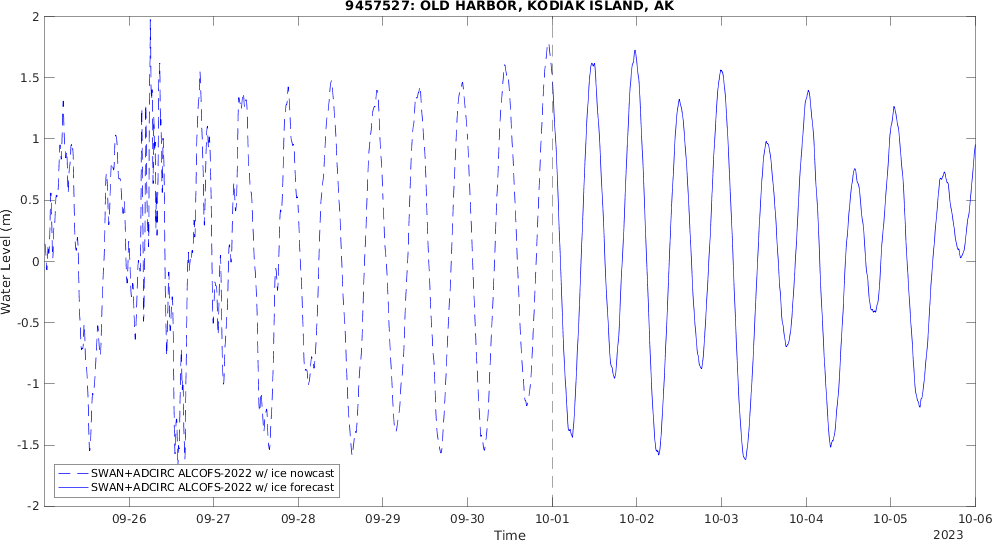 9457527: OLD HARBOR, KODIAK ISLAND, AK
2
1.5
1
0.5
0
-0.5
-1
-1.5
-2
Water Level (m)
SWAN+ADCIRC ALCOFS-2022 w/ ice nowcast
SWAN+ADCIRC ALCOFS-2022 w/ ice forecast
09-26 09-27 09-28 09-29 09-30 10-01 10-02 10-03 10-04 10-05 10-06
Time
2023